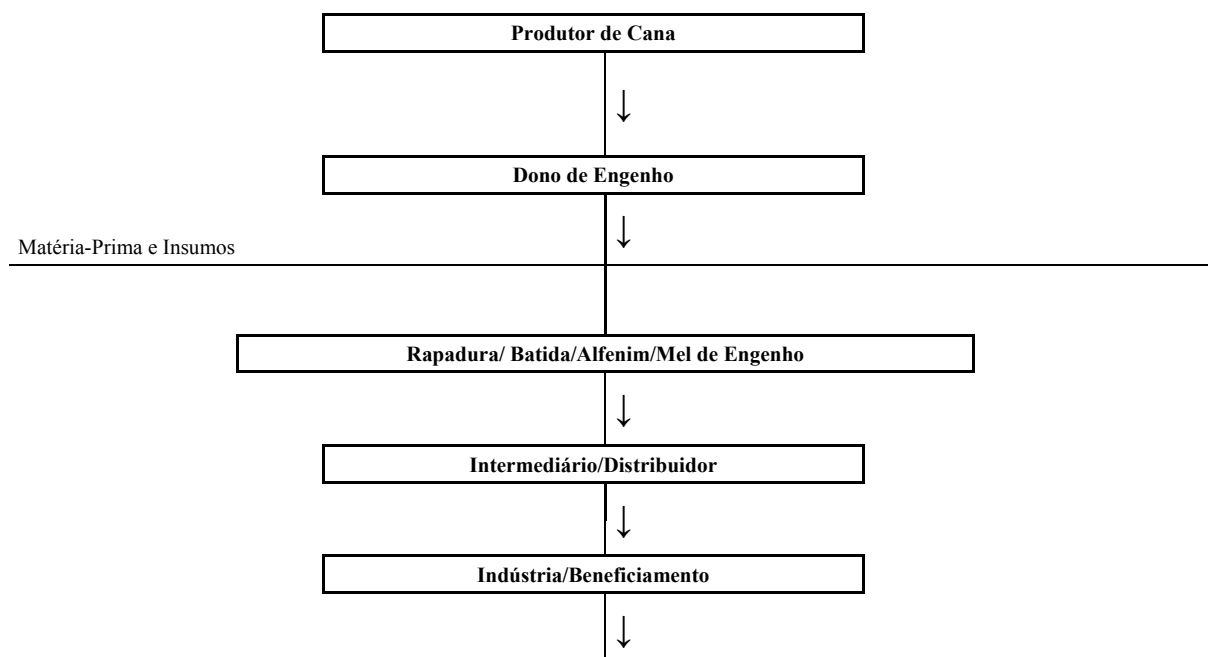 Produtor de Cana
↓
Dono de Engenho
↓
Matéria-Prima e Insumos
Rapadura/ Batida/Alfenim/Mel de Engenho
↓
Intermediário/Distribuidor
↓
Indústria/Beneficiamento
↓